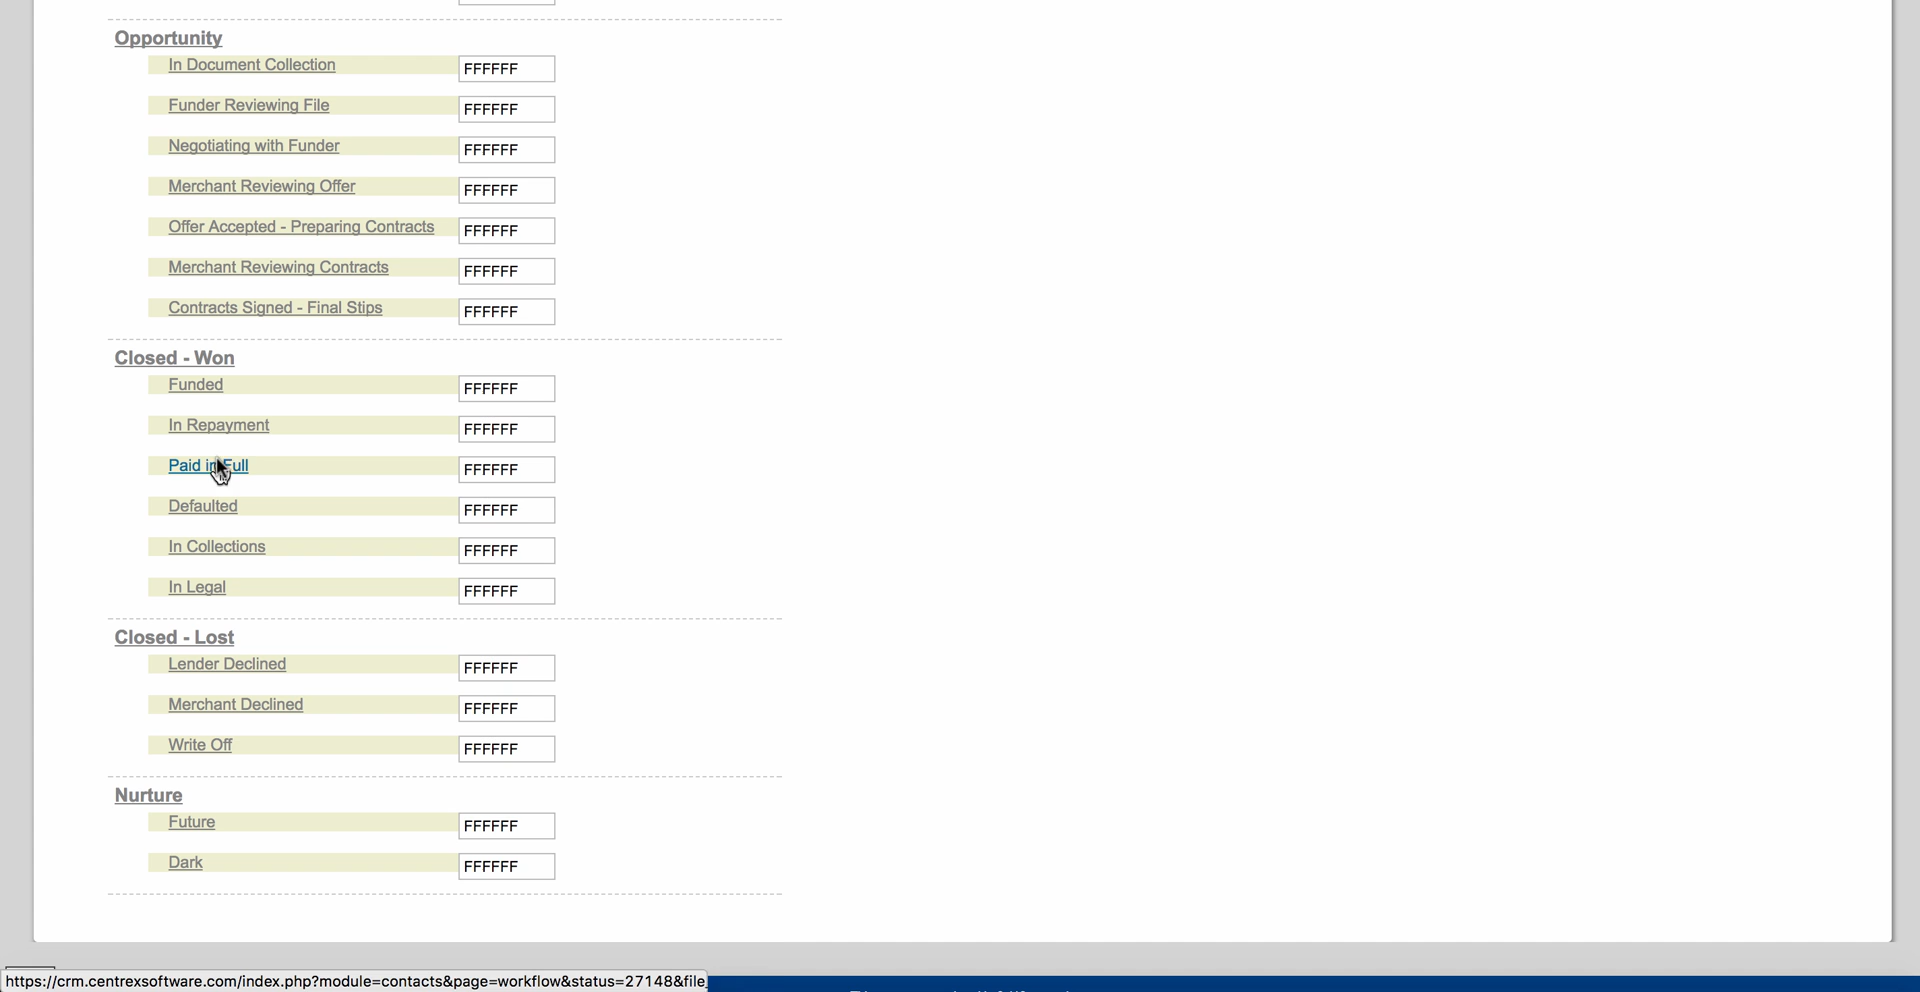 Opportunity
In Document Collection FFFFFF
Funder Reviewing File FFFFFF
Negotiating with Funder FFFFFF
Merchant Reviewing Offer FFFFFF
Offer Accepted - Preparing Contracts FFFFFF
Merchant Reviewing Contracts FFFFFF
Contracts Signed - Final Stips FFFFFF
Closed - Won
Funded FFFFFF
In Repayment FFFFFF
Paid in Full FFFFFF
Defaulted FFFFFF
In Collections FFFFFF
In Legal FFFFFF
Closed - Lost
Lender Declined FFFFFF
Merchant Declined FFFFFF
Write Off FFFFFF
Nurture
Future FFFFFF
Dark FFFFFF
https://crm.centrexsoftware.com/index.php?module=contacts&page=workflow&status=27148&file